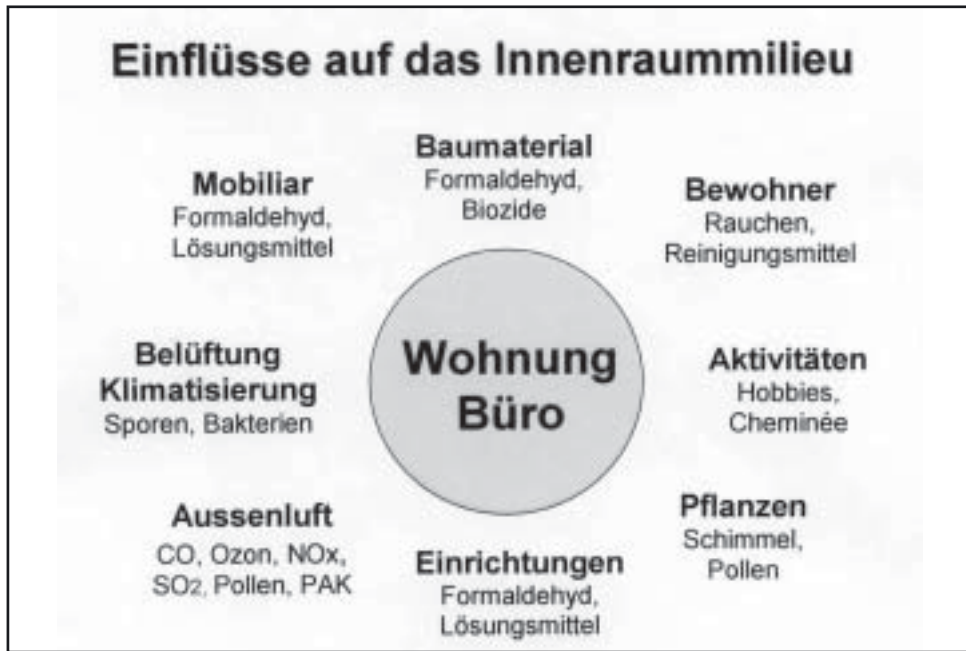 Einflüsse auf das Innenraummilieu
Baumaterial
Formaldehyd,
Biozide
Mobiliar
Formaldehyd,
Lösungsmittel
Bewohner
Rauchen,
Reinigungsmittel
Belüftung
Klimatisierung
Sporen, Bakterien
Wohnung
Büro
Aktivitäten
Hobbies,
Cheminée
Aussenluft
CO, Ozon, NOx,
SO2, Pollen, PAK
Einrichtungen
Formaldehyd,
Lösungsmittel
Pflanzen
Schimmel,
Pollen